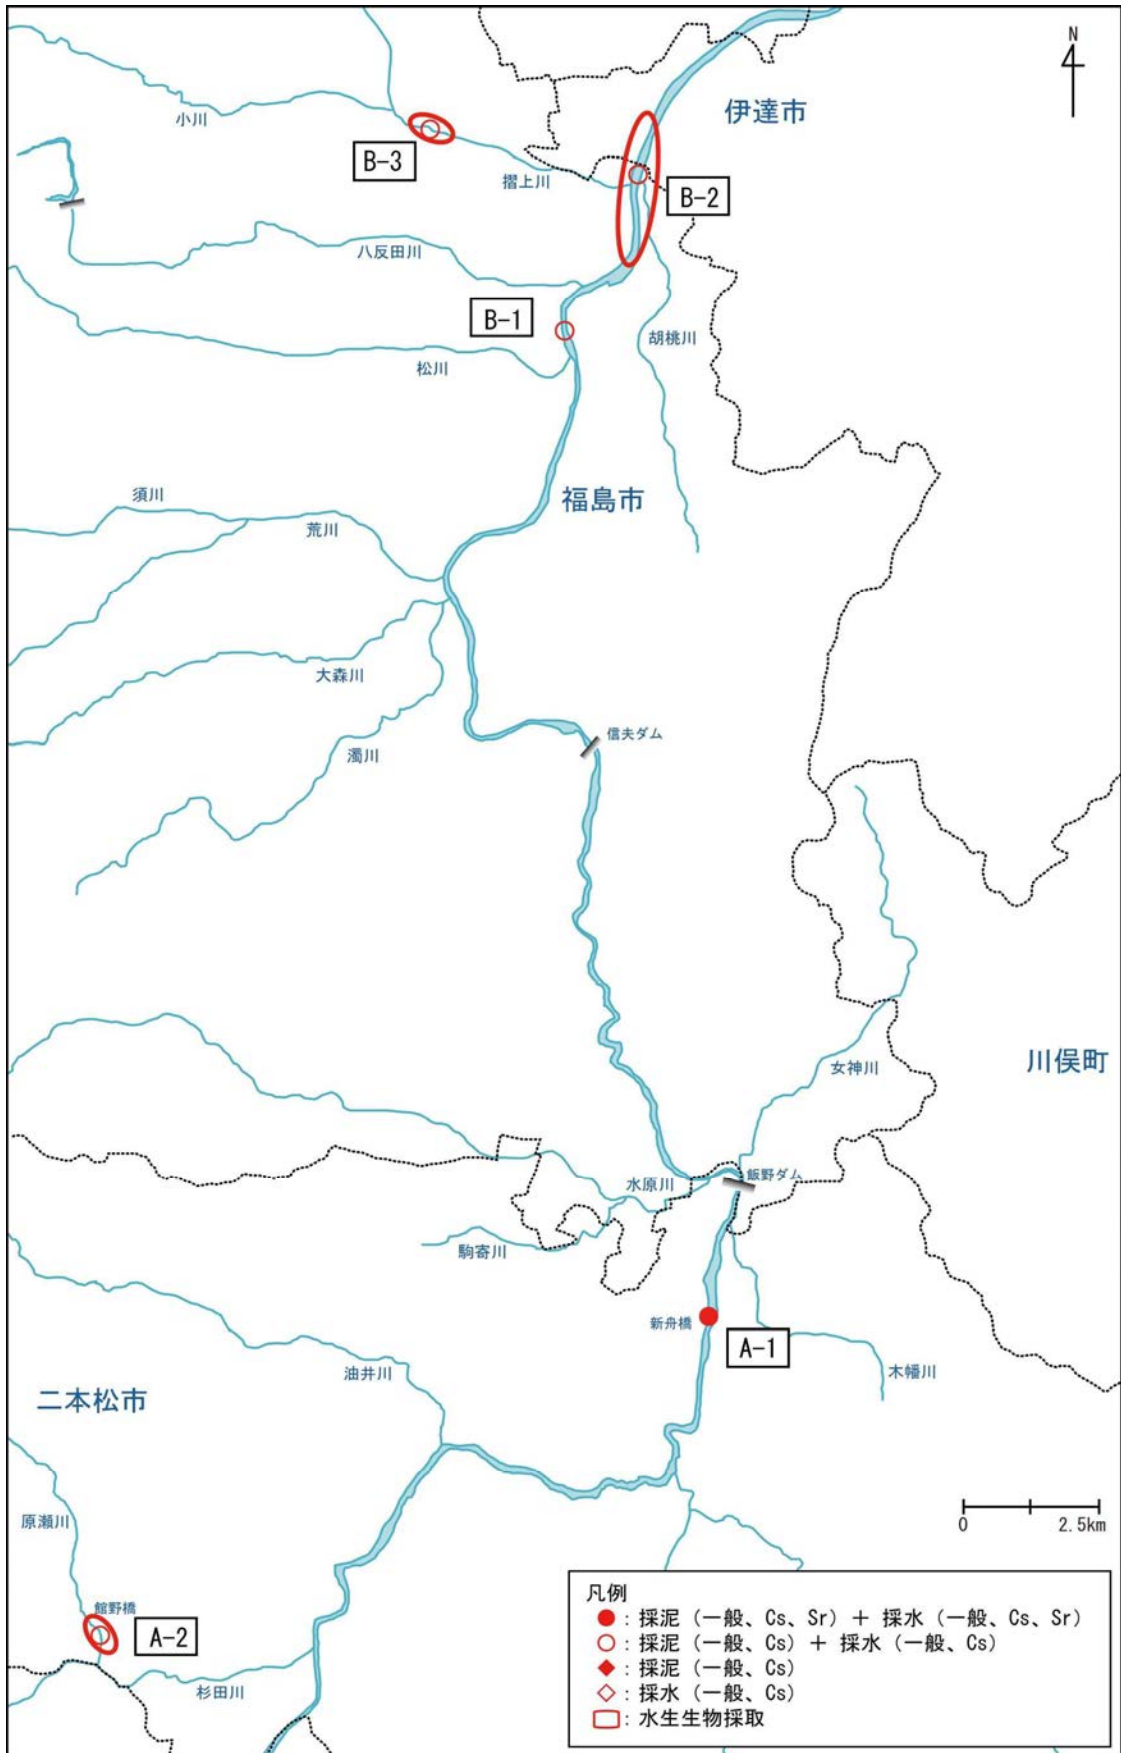 N
伊達市
小川
B-3
摺上川
B-2
八反田川
B-1
胡桃川
松川
須川
福島市
荒川
大森川
信夫ダム
濁川
川俣町
女神川
飯野ダム
水原川
駒寄川
新舟橋
A-1
油井川
木幡川
二本松市
原瀬川
0 2.5km
館野橋
A-2
杉田川
凡例
：採泥（一般、Cs、Sr）＋ 採水（一般、Cs、Sr）
：採泥（一般、Cs）＋ 採水（一般、Cs）
：採泥（一般、Cs）
：採水（一般、Cs）
：水生生物採取